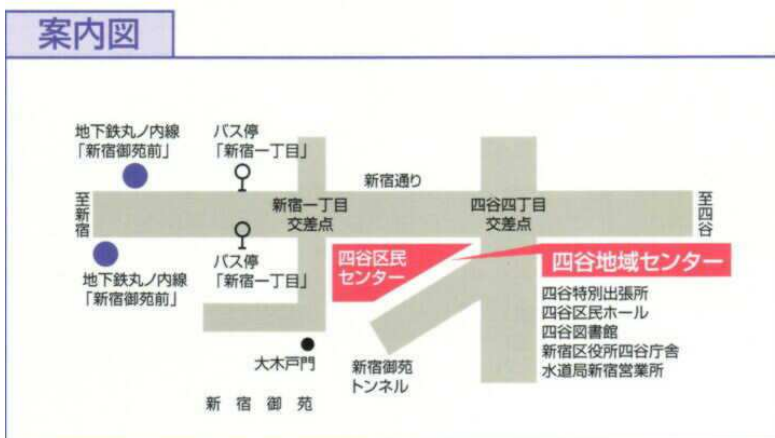 案内図
地下鉄丸ノ内線
「新宿御苑前」
バス停
「新宿一丁目」
新宿通り
至新宿
新宿一丁目
交差点
四谷四丁目
交差点
至四谷
地下鉄丸ノ内線
「新宿御苑前」
バス停
「新宿一丁目」
四谷区民
センター
四谷地域センター
四谷特別出張所
四谷区民ホール
四谷図書館
新宿区役所四谷庁舎
水道局新宿営業所
大木戸門
新宿御苑
トンネル
新宿御苑